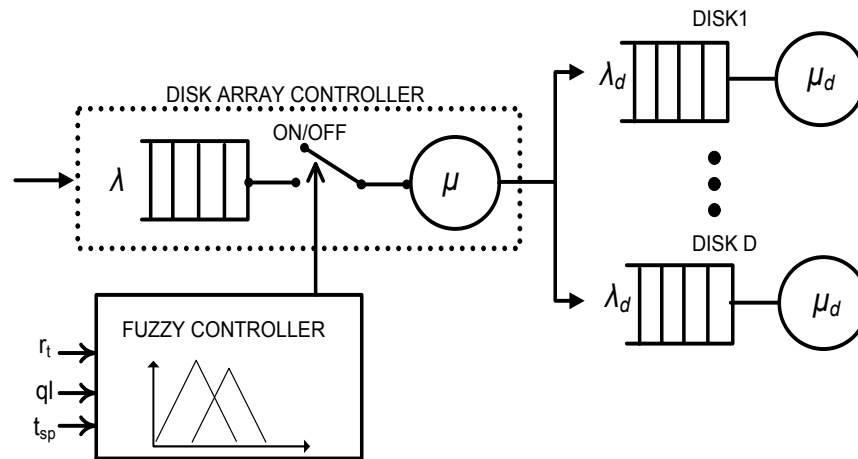 DISK1
λd
μd
DISK ARRAY CONTROLLER
ON/OFF
λ
μ
DISK D
λd
μd
FUZZY CONTROLLER
rt
ql
tsp